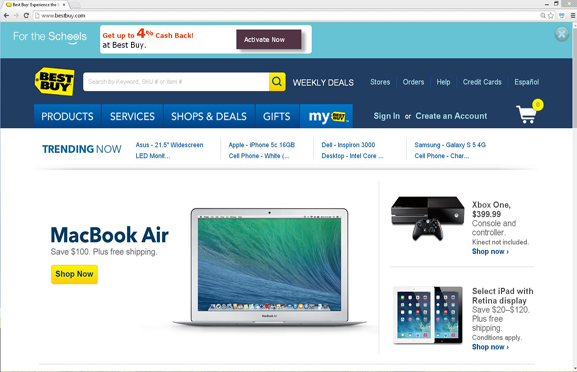 Best Buy: Experience the E
www.bestbuy.com
For the Scheels
Get up to 4% Cash Back!
at Best Buy.
Activate Now
BEST BUY
Search by Keyword, SKU # or Item #
WEEKLY DEALS
Stores Orders Help Credit Cards Español
0
PRODUCTS SERVICES SHOPS & DEALS GIFTS my BEST BUY
Sign In or Create an Account
TRENDING NOW
Asus - 21.5" Widescreen
LED Monit...
Apple - iPhone 5c 16GB
Cell Phone - White (...
Dell - Inspiron 3000
Desktop - Intel Core ...
Samsung - Galaxy S 5 4G
Cell Phone - Char...
MacBook Air
Save $100. Plus free shipping.
Shop Now
MacBook Air
Xbox One,
$399.99
Console and
controller.
Kinect not included.
Shop now ›
Select iPad with
Retina display
Save $20–$120.
Plus free
shipping.
Conditions apply.
Shop now ›